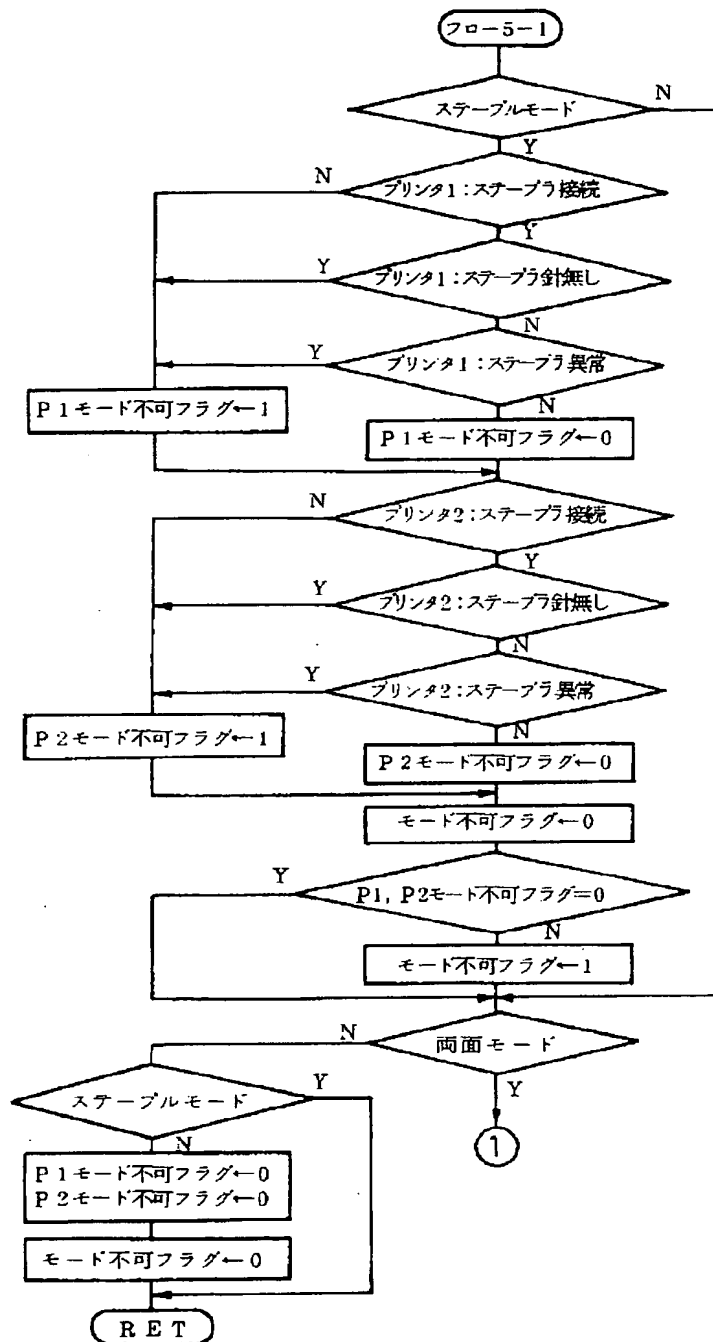 フロー5-1
ステープルモード
N
Y
プリンタ1:ステープラ接続
N
Y
プリンタ1:ステープラ針無し
Y
N
プリンタ1:ステープラ異常
Y
N
P1モード不可フラグ←1
P1モード不可フラグ←0
プリンタ2:ステープラ接続
N
Y
プリンタ2:ステープラ針無し
Y
N
プリンタ2:ステープラ異常
Y
N
P2モード不可フラグ←1
P2モード不可フラグ←0
モード不可フラグ←0
Y
P1,P2モード不可フラグ=0
N
モード不可フラグ←1
両面モード
N
Y
①
ステープルモード
Y
N
P1モード不可フラグ←0
P2モード不可フラグ←0
モード不可フラグ←0
RET